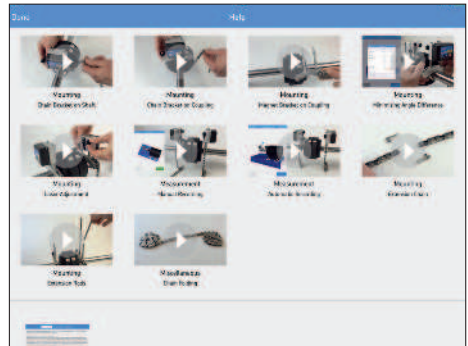 Done
Help
Mounting
Chain Bracket on Shaft
Mounting
Chain Bracket on Coupling
Mounting
Magnet Bracket on Coupling
Mounting
Minimizing Angle Difference
Mounting
Laser Adjustment
Measurement
Manual Recording
Measurement
Automatic Recording
Mounting
Extension Chain
Mounting
Extension Rods
Miscellaneous
Chain Folding